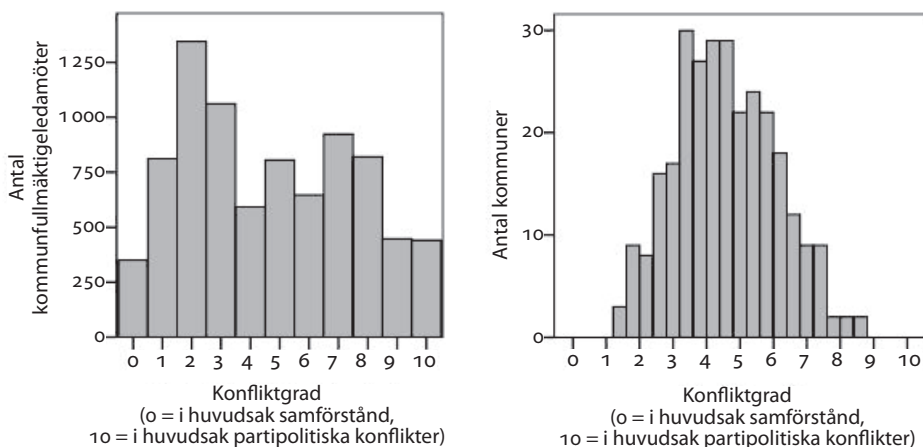 Antal
kommunfullmäktigeledamöter
1 250
1 000
750
500
250
0
0 1 2 3 4 5 6 7 8 9 10
Konfliktgrad
(0 = i huvudsak samförstånd,
10 = i huvudsak partipolitiska konflikter)
Antal kommuner
30
20
10
0
0 1 2 3 4 5 6 7 8 9 10
Konfliktgrad
(0 = i huvudsak samförstånd,
10 = i huvudsak partipolitiska konflikter)